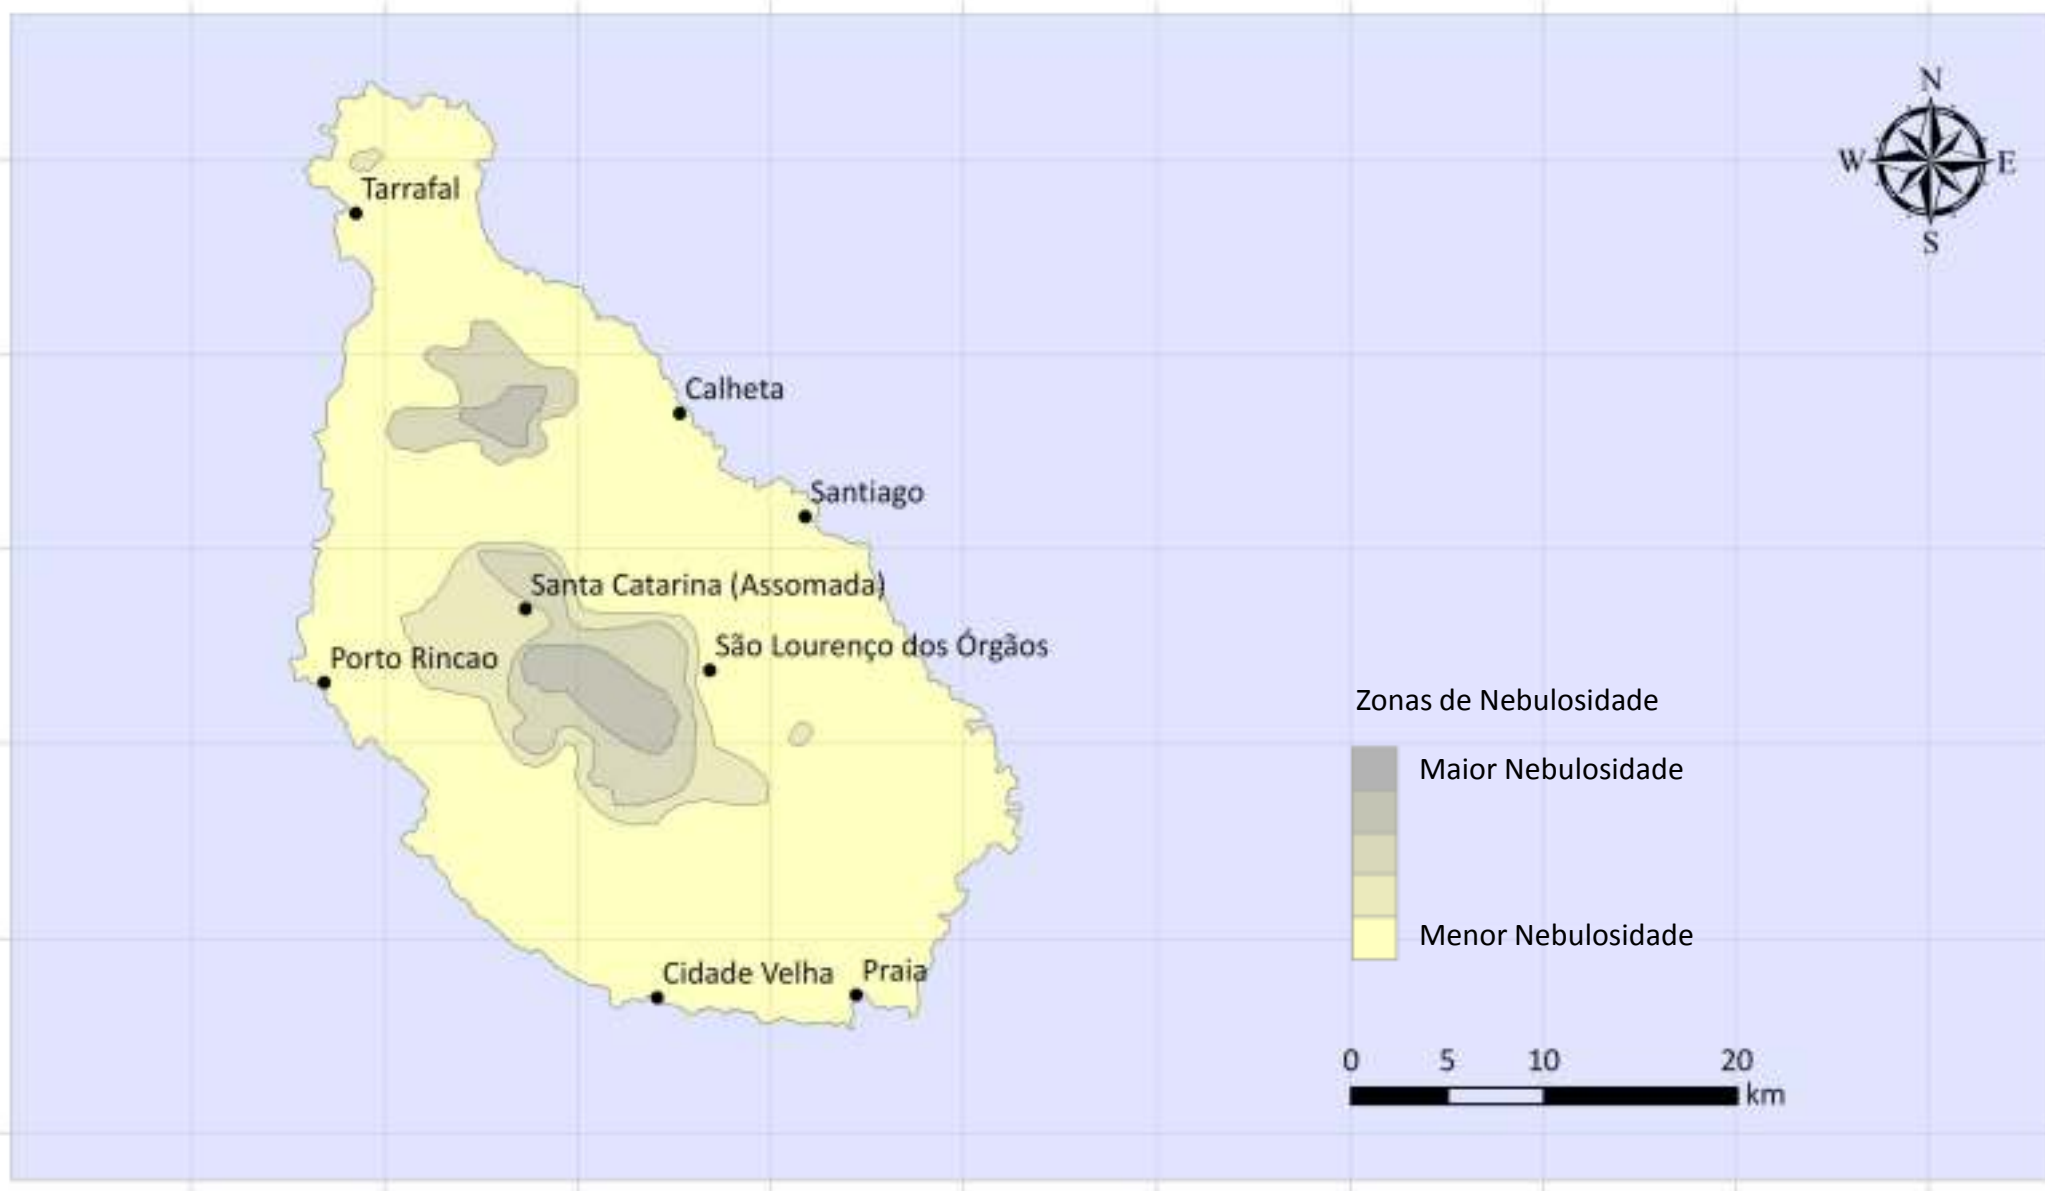 N
W E
S
Tarrafal
Calheta
Santiago
Santa Catarina (Assomada)
São Lourenço dos Órgãos
Porto Rincao
Zonas de Nebulosidade
Maior Nebulosidade
Menor Nebulosidade
Cidade Velha Praia
0 5 10 20
km